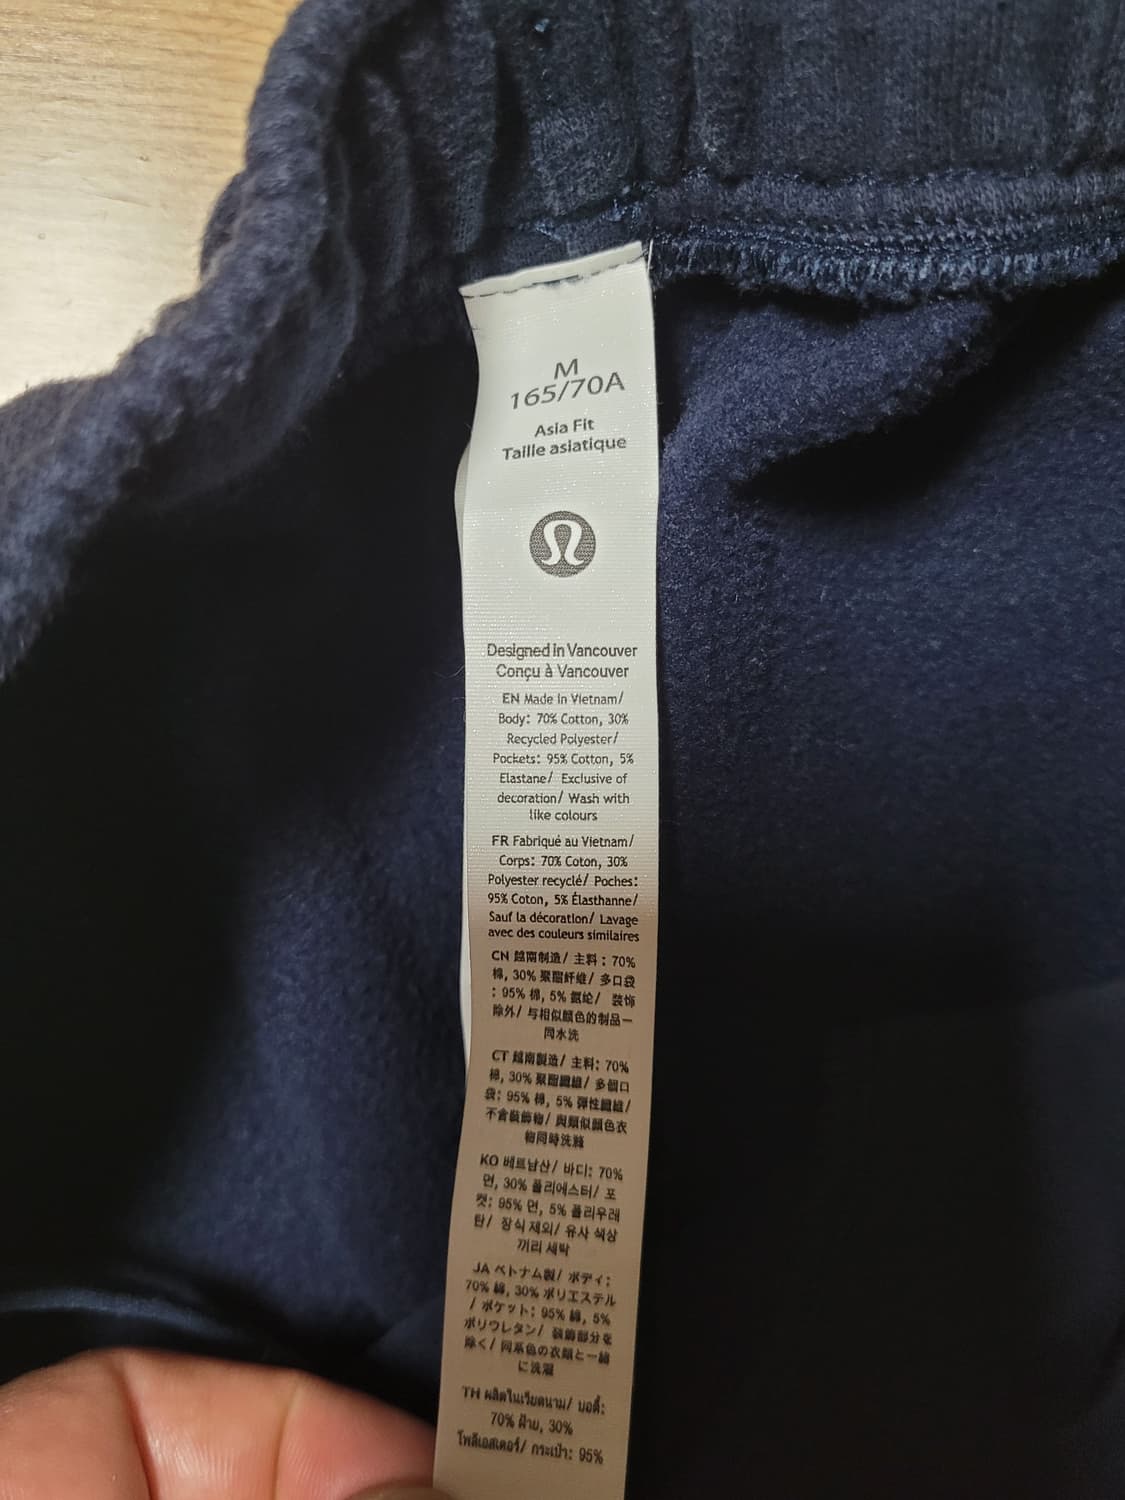 M
165/70A
Asia Fit
Taille asiatique
Designed in Vancouver
Conçu à Vancouver
EN Made in Vietnam/
Body: 70% Cotton, 30%
Recycled Polyester/
Pockets: 95% Cotton, 5%
Elastane/ Exclusive of
decoration/ Wash with
like colours
FR Fabriqué au Vietnam/
Corps: 70% Coton, 30%
Polyester recyclé/ Poches:
95% Coton, 5% Élasthanne/
Sauf la décoration/ Lavage
avec des couleurs similaires
CN 越南制造/ 主料: 70%
棉, 30% 聚酯纤维/ 多口袋
: 95% 棉, 5% 氨纶/ 装饰
除外/ 与相似颜色的制品一
同水洗
CT 越南製造/ 主料: 70%
棉, 30% 聚酯纖維/ 多個口
袋: 95% 棉, 5% 彈性纖維/
不含裝飾物/ 與類似顏色衣
物同時洗滌
KO 베트남산/ 바디: 70%
면, 30% 폴리에스터/ 포
켓: 95% 면, 5% 폴리우레
탄/ 장식 제외/ 유사 색상
끼리 세탁
JA ベトナム製/ ボディ:
70% 綿, 30% ポリエステル
/ ポケット: 95% 綿, 5%
ポリウレタン/ 装飾部分を
除く/ 同系色の衣類と一緒
に洗濯
TH ผลิตในเวียดนาม/ บอดี้:
70% ฝ้าย, 30%
โพลีเอสเตอร์/ กระเป๋า: 95%